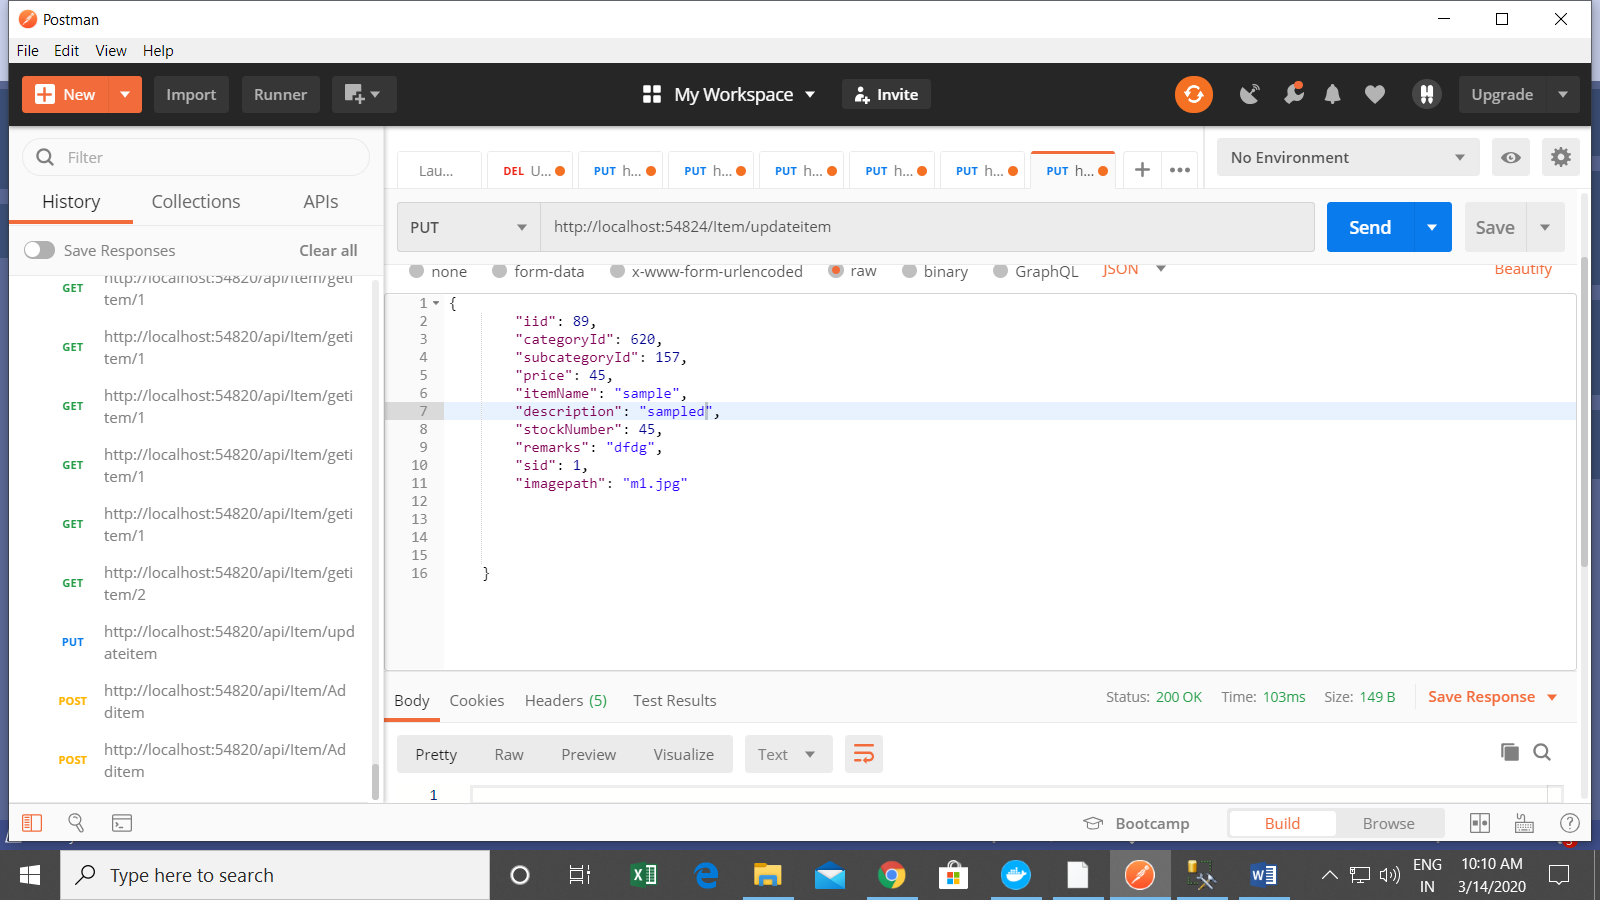 Postman
File Edit View Help
New Import Runner My Workspace Invite Upgrade
Filter
History Collections APIs
Save Responses Clear all
GET http://localhost:54820/api/Item/geti
tem/1
GET http://localhost:54820/api/Item/geti
tem/1
GET http://localhost:54820/api/Item/geti
tem/1
GET http://localhost:54820/api/Item/geti
tem/1
GET http://localhost:54820/api/Item/geti
tem/1
GET http://localhost:54820/api/Item/geti
tem/2
PUT http://localhost:54820/api/Item/upd
ateitem
POST http://localhost:54820/api/Item/Ad
ditem
POST http://localhost:54820/api/Item/Ad
ditem
Lau... DEL U... PUT h... PUT h... PUT h... PUT h... PUT h... PUT h... No Environment
PUT http://localhost:54824/Item/updateitem Send Save
none form-data x-www-form-urlencoded raw binary GraphQL JSON Beautify
1 {
2 "iid": 89,
3 "categoryId": 620,
4 "subcategoryId": 157,
5 "price": 45,
6 "itemName": "sample",
7 "description": "sampled",
8 "stockNumber": 45,
9 "remarks": "dfdg",
10 "sid": 1,
11 "imagepath": "m1.jpg"
12
13
14
15
16 }
Body Cookies Headers (5) Test Results Status: 200 OK Time: 103ms Size: 149 B Save Response
Pretty Raw Preview Visualize Text
1
Bootcamp Build Browse
Type here to search
ENG
IN
10:10 AM
3/14/2020